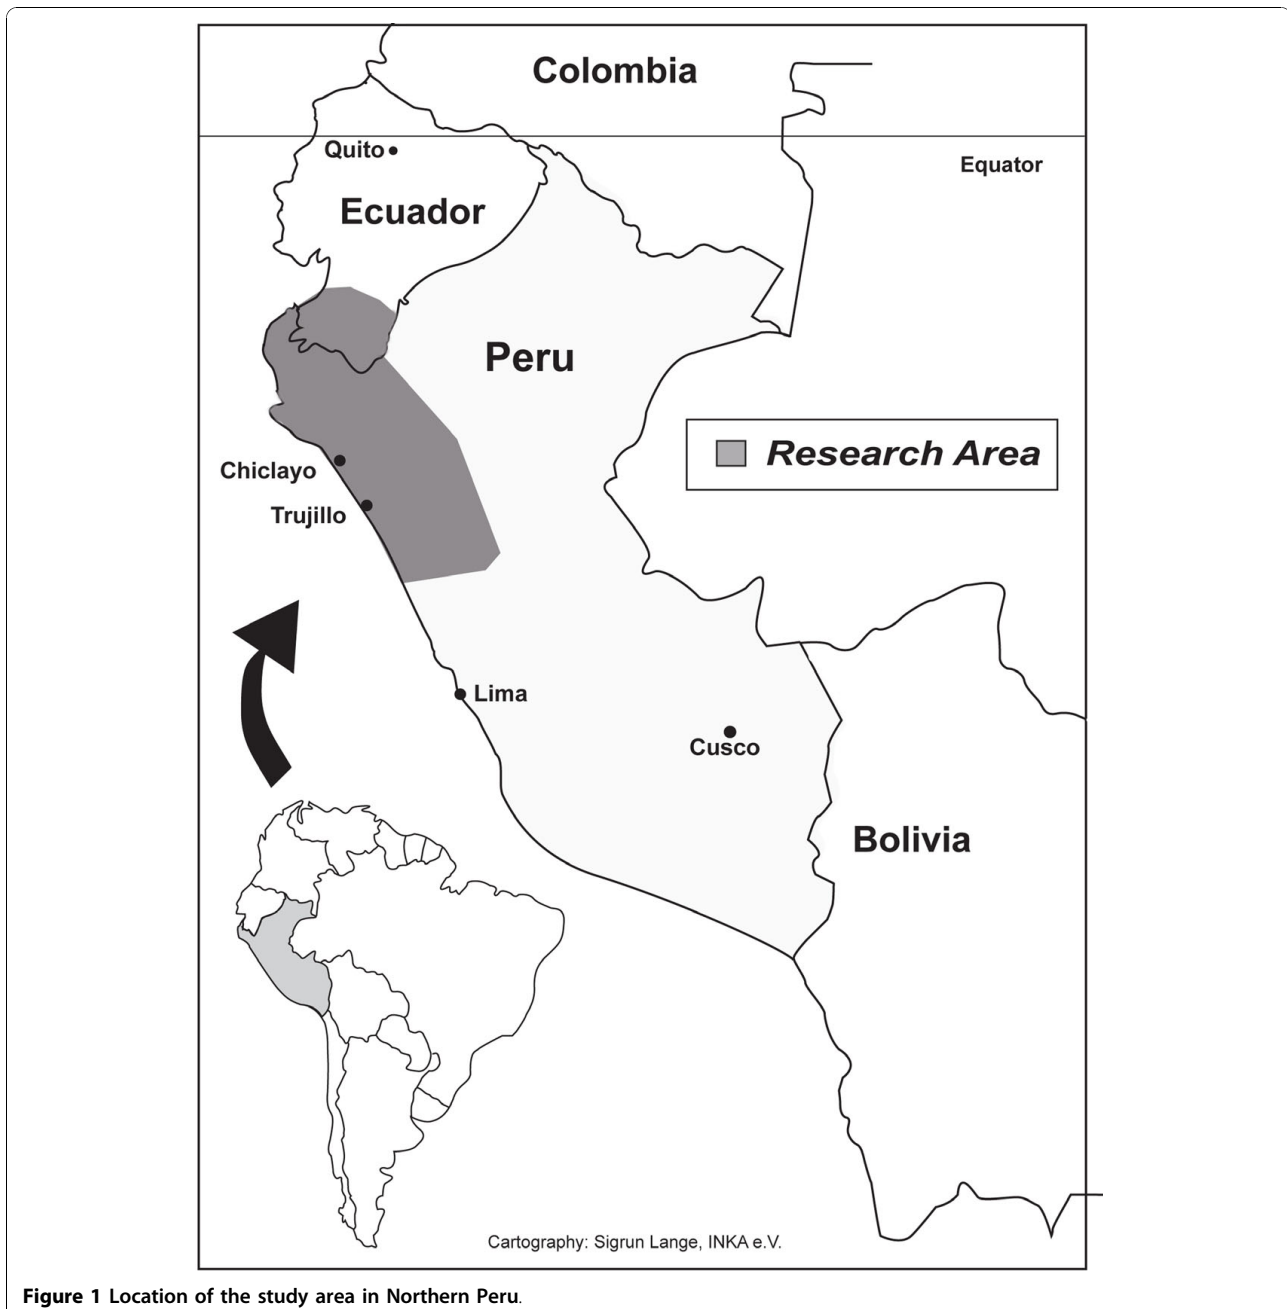 Colombia
Equator
Quito
Ecuador
Peru
Research Area
Chiclayo
Trujillo
Lima
Cusco
Bolivia
Cartography: Sigrun Lange, INKA e.V.
Figure 1 Location of the study area in Northern Peru.